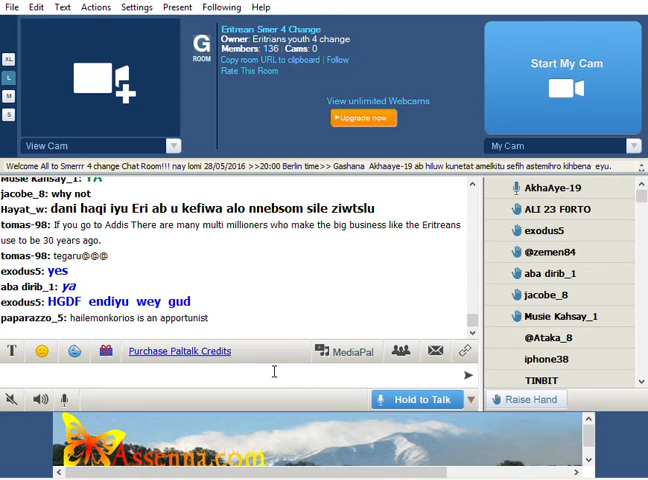 File Edit Text Actions Settings Present Following Help
XL
L
M
S
View Cam
G
ROOM
Eritrean Smer 4 Change
Owner: Eritrians youth 4 change
Members: 136 | Cams: 0
Copy room URL to clipboard | Follow
Rate This Room
View unlimited Webcams
Upgrade now
Start My Cam
My Cam
Welcome All to Smerrr 4 change Chat Room!!! nay lomi 28/05/2016 >>20:00 Berlin time>> Gashana Akhaaye-19 ab hiluw kunetat amelkitu sefih astemihro kihbena eyu.
Musie Kahsay_1: YA
jacobe_8: why not
Hayat_w: dani haqi iyu Eri ab u kefiwa alo nnebsom sile ziwtslu
tomas-98: If you go to Addis There are many multi millioners who make the big business like the Eritreans
use to be 30 years ago.
tomas-98: tegaru@@@
exodus5: yes
aba dirib_1: ya
exodus5: HGDF endiyu wey gud
paparazzo_5: hailemonkorios is an apportunist
AkhaAye-19
ALI 23 F0RTO
exodus5
@zemen84
aba dirib_1
jacobe_8
Musie Kahsay_1
@Ataka_8
iphone38
TINBIT
T
Purchase Paltalk Credits
MediaPal
Hold to Talk
Raise Hand
Assenna.com